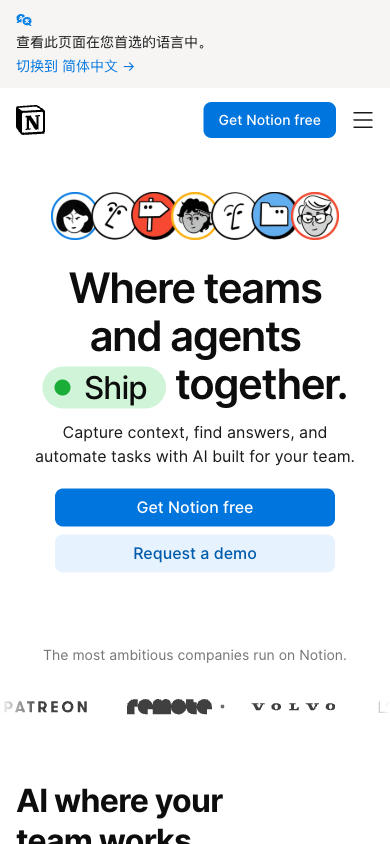 查看此页面在您首选的语言中。
切换到 简体中文 →
N
Get Notion free
Where teams
and agents
Ship together.
Capture context, find answers, and
automate tasks with AI built for your team.
Get Notion free
Request a demo
The most ambitious companies run on Notion.
PATREON remote VOLVO
AI where your
team works